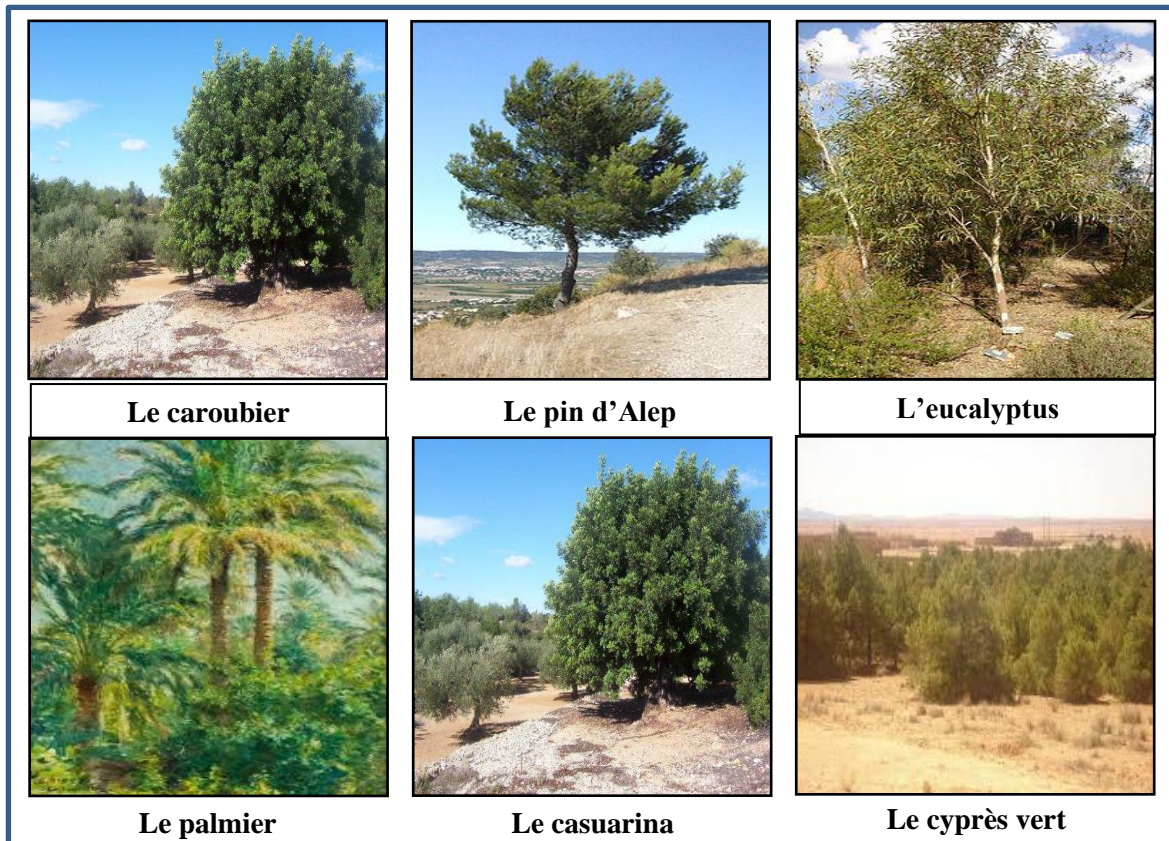 Le caroubier
Le pin d’Alep
L’eucalyptus
Le palmier
Le casuarina
Le cyprès vert